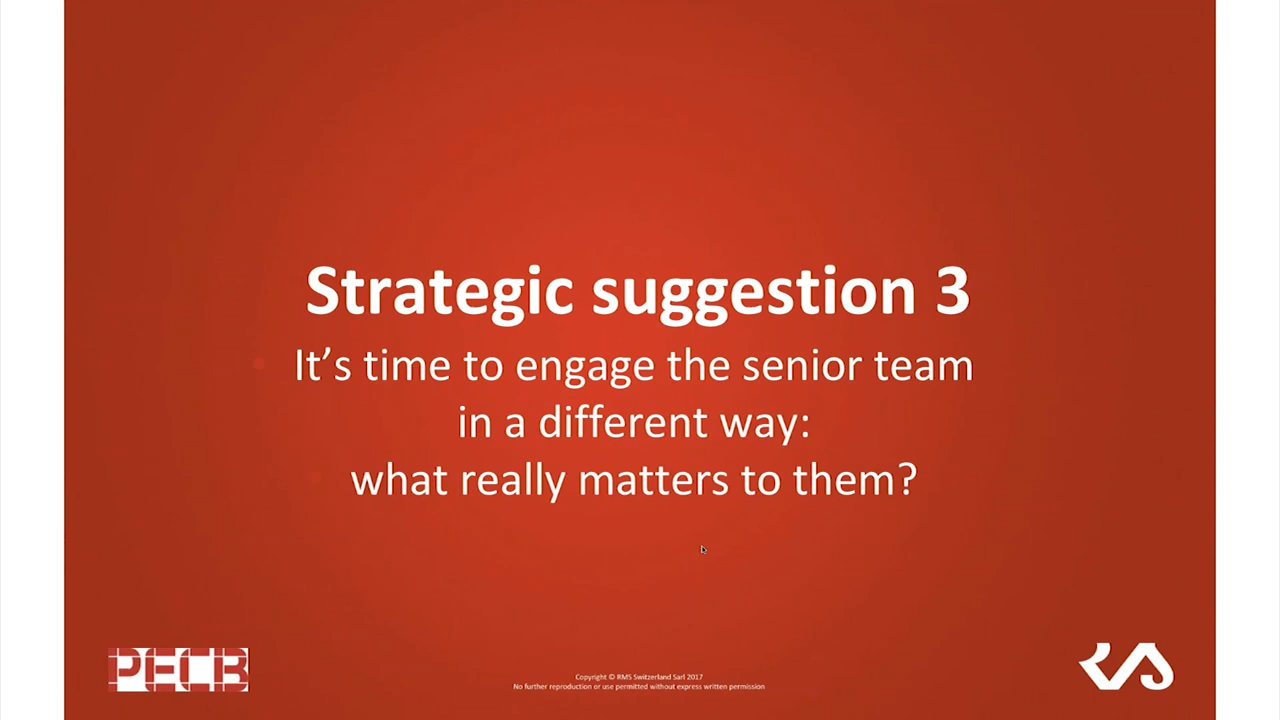 Strategic suggestion 3
It’s time to engage the senior team
in a different way:
what really matters to them?
PECB
Copyright © RMS Switzerland Sarl 2017
No further reproduction or use permitted without express written permission